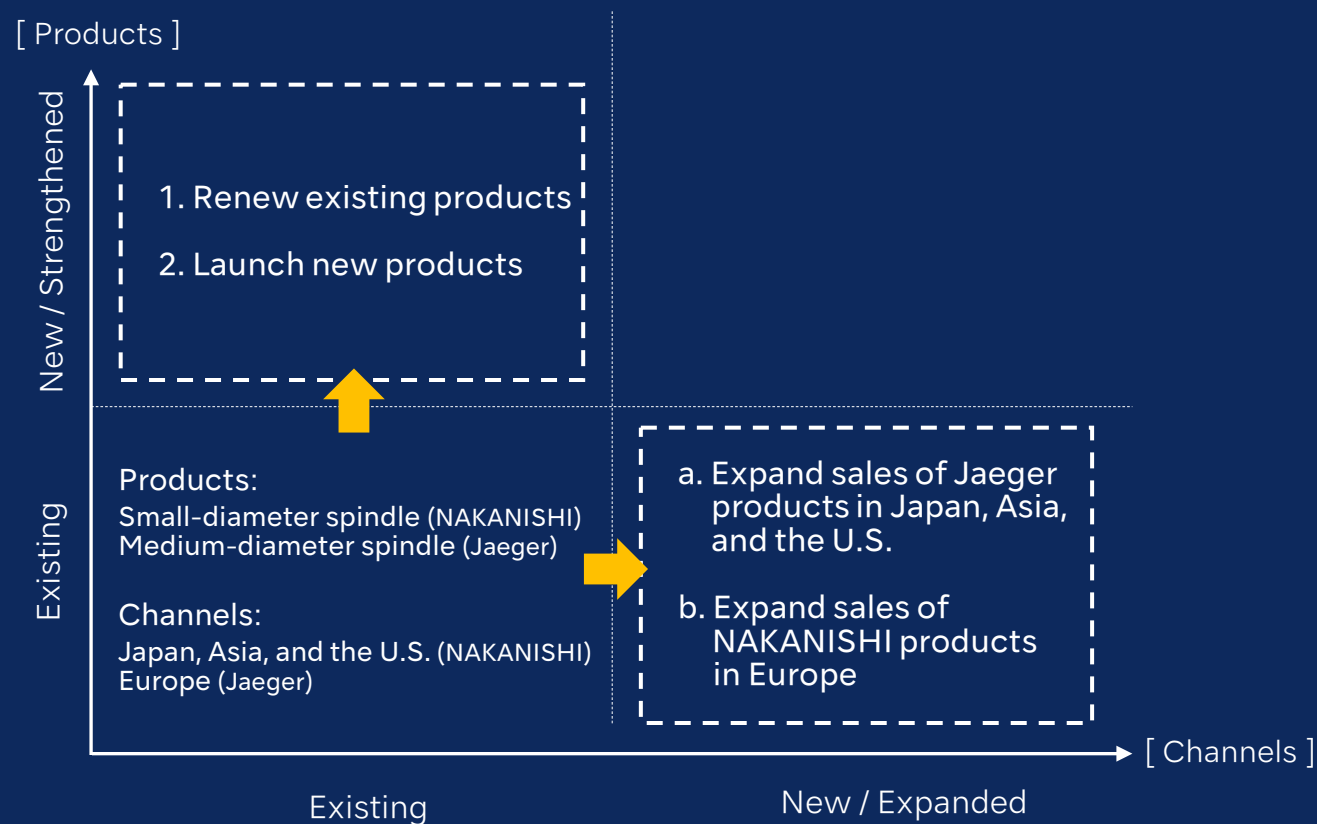 [ Products ]
New / Strengthened
1. Renew existing products
2. Launch new products
Existing
Products:
Small-diameter spindle (NAKANISHI)
Medium-diameter spindle (Jaeger)
Channels:
Japan, Asia, and the U.S. (NAKANISHI)
Europe (Jaeger)
a. Expand sales of Jaeger
products in Japan, Asia,
and the U.S.
b. Expand sales of
NAKANISHI products
in Europe
[ Channels ]
Existing
New / Expanded